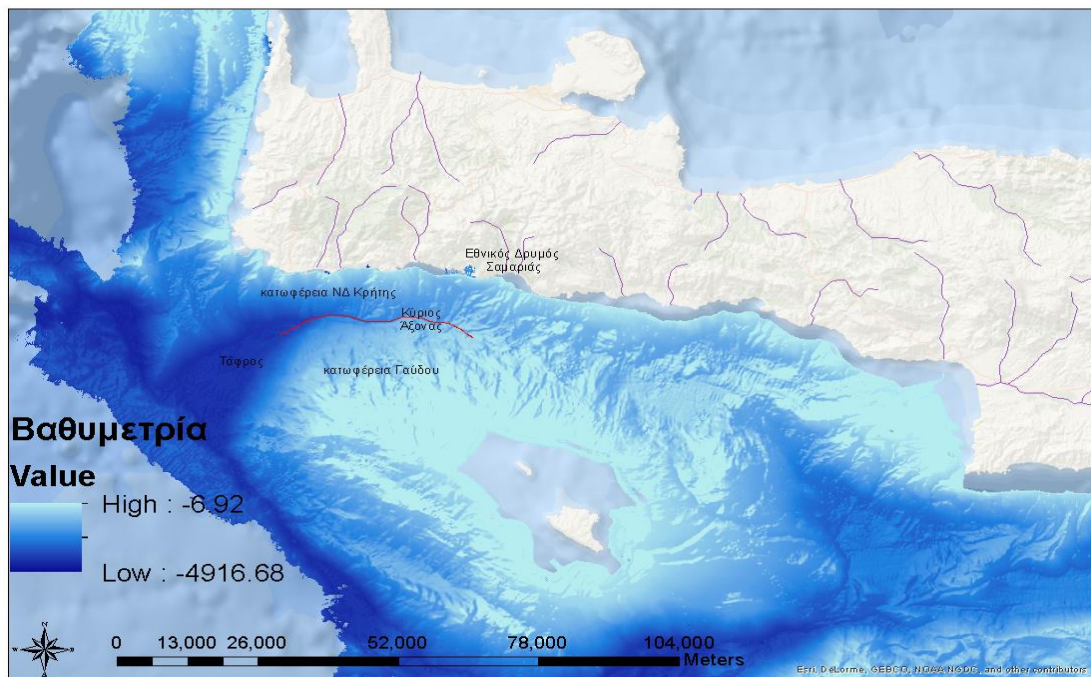 Εθνικός Δρυμός
Σαμαριάς
κατωφέρεια ΝΔ Κρήτης
Κύριος
Άξονας
Τάφρος
κατωφέρεια Γαύδου
Βαθυμετρία
Value
High : -6.92
Low : -4916.68
N
0 13,000 26,000 52,000 78,000 104,000
Meters
Esri, DeLorme, GEBCO, NOAA NGDC, and other contributors